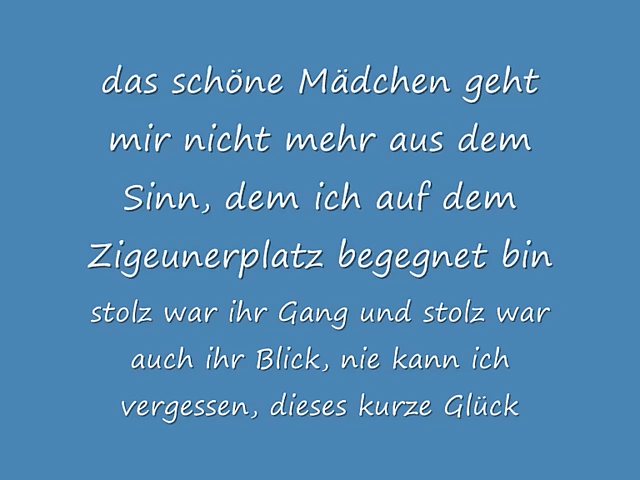 das schöne Mädchen geht
mir nicht mehr aus dem
Sinn, dem ich auf dem
Zigeunerplatz begegnet bin
stolz war ihr Gang und stolz war
auch ihr Blick, nie kann ich
vergessen, dieses kurze Glück